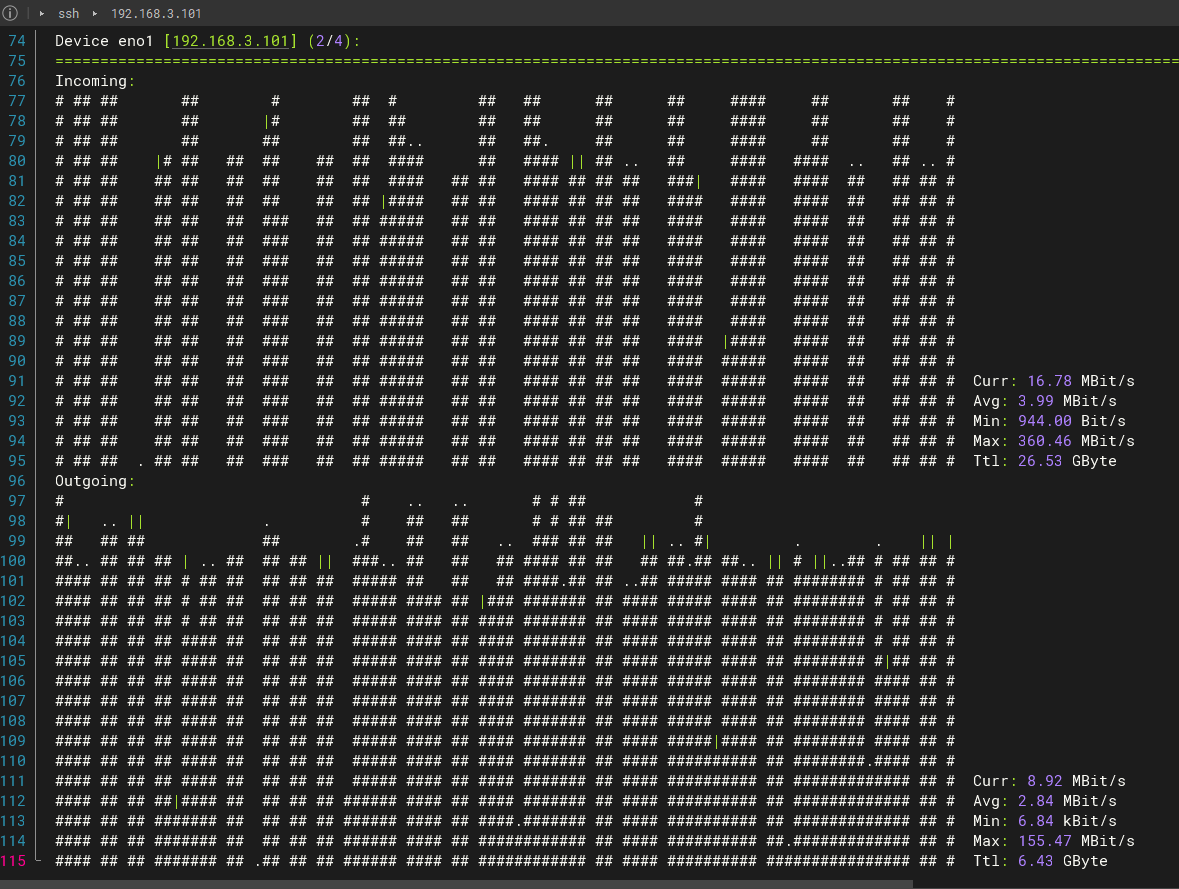 ssh ▸ 192.168.3.101
74 Device eno1 [192.168.3.101] (2/4):
75
76 Incoming:
77
78
79
80
81
82
83
84
85
86
87
88
89
90
91 Curr: 16.78 MBit/s
92 Avg: 3.99 MBit/s
93 Min: 944.00 Bit/s
94 Max: 360.46 MBit/s
95 Ttl: 26.53 GByte
96 Outgoing:
97
98
99
100
101
102
103
104
105
106
107
108
109
110
111 Curr: 8.92 MBit/s
112 Avg: 2.84 MBit/s
113 Min: 6.84 kBit/s
114 Max: 155.47 MBit/s
115 Ttl: 6.43 GByte